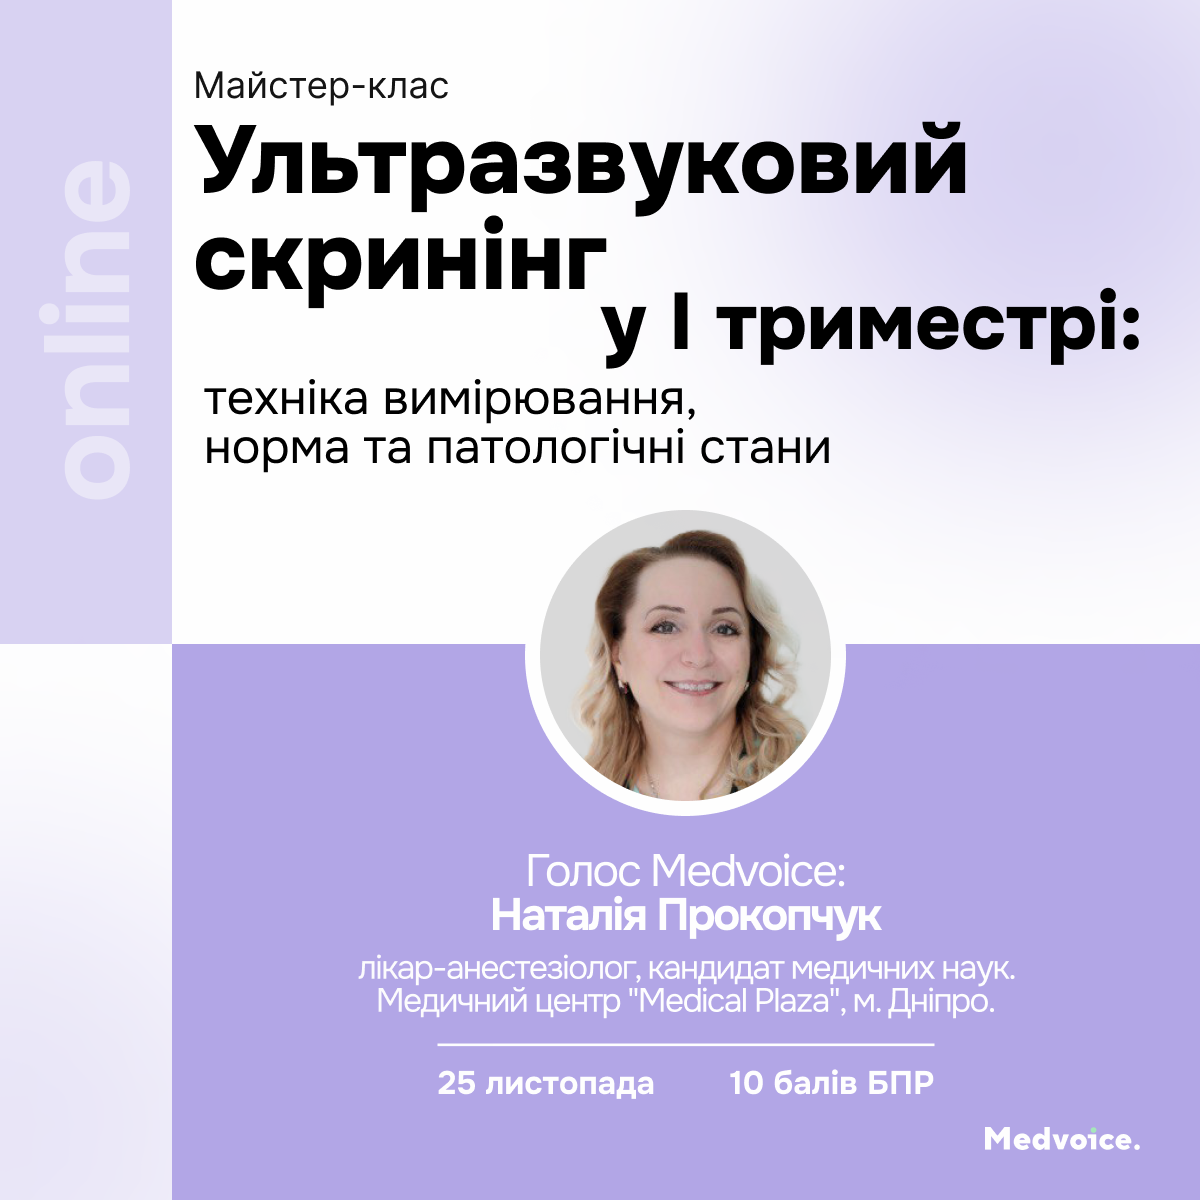 online
Майстер-клас
Ультразвуковий
скринінг
у І триместрі:
техніка вимірювання,
норма та патологічні стани
Голос Medvoice:
Наталія Прокопчук
лікар-анестезіолог, кандидат медичних наук.
Медичний центр "Medical Plaza", м. Дніпро.
25 листопада 10 балів БПР
Medvoice.